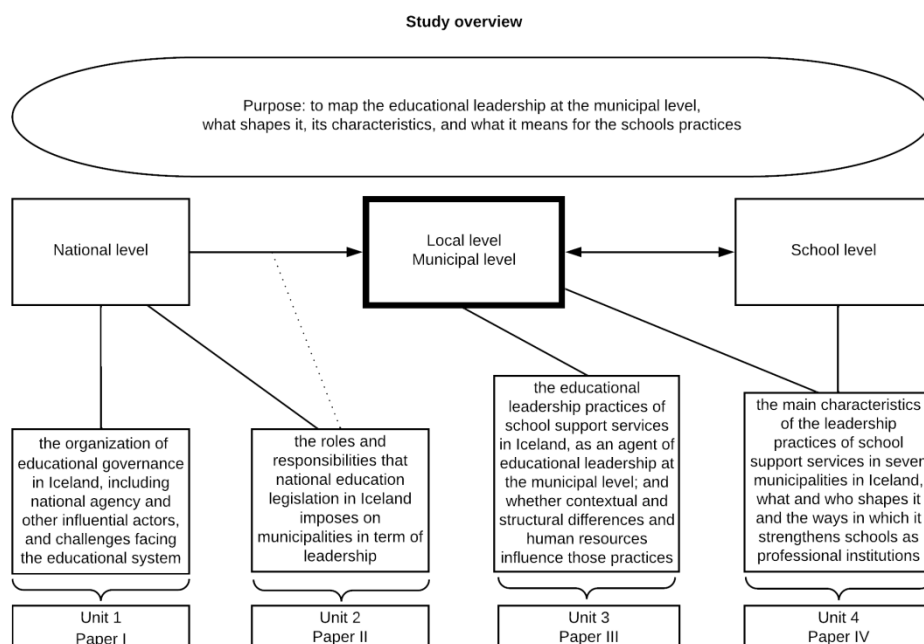 Study overview
Purpose: to map the educational leadership at the municipal level,
what shapes it, its characteristics, and what it means for the schools practices
National level
Local level
Municipal level
School level
the organization of
educational governance
in Iceland, including
national agency and
other influential actors,
and challenges facing
the educational system
the roles and
responsibilities that
national education
legislation in Iceland
imposes on
municipalities in term of
leadership
the educational
leadership practices of
school support services
in Iceland, as an agent of
educational leadership at
the municipal level; and
whether contextual and
structural differences and
human resources
influence those practices
the main characteristics
of the leadership
practices of school
support services in seven
municipalities in Iceland,
what and who shapes it
and the ways in which it
strengthens schools as
professional institutions
Unit 1
Paper I
Unit 2
Paper II
Unit 3
Paper III
Unit 4
Paper IV